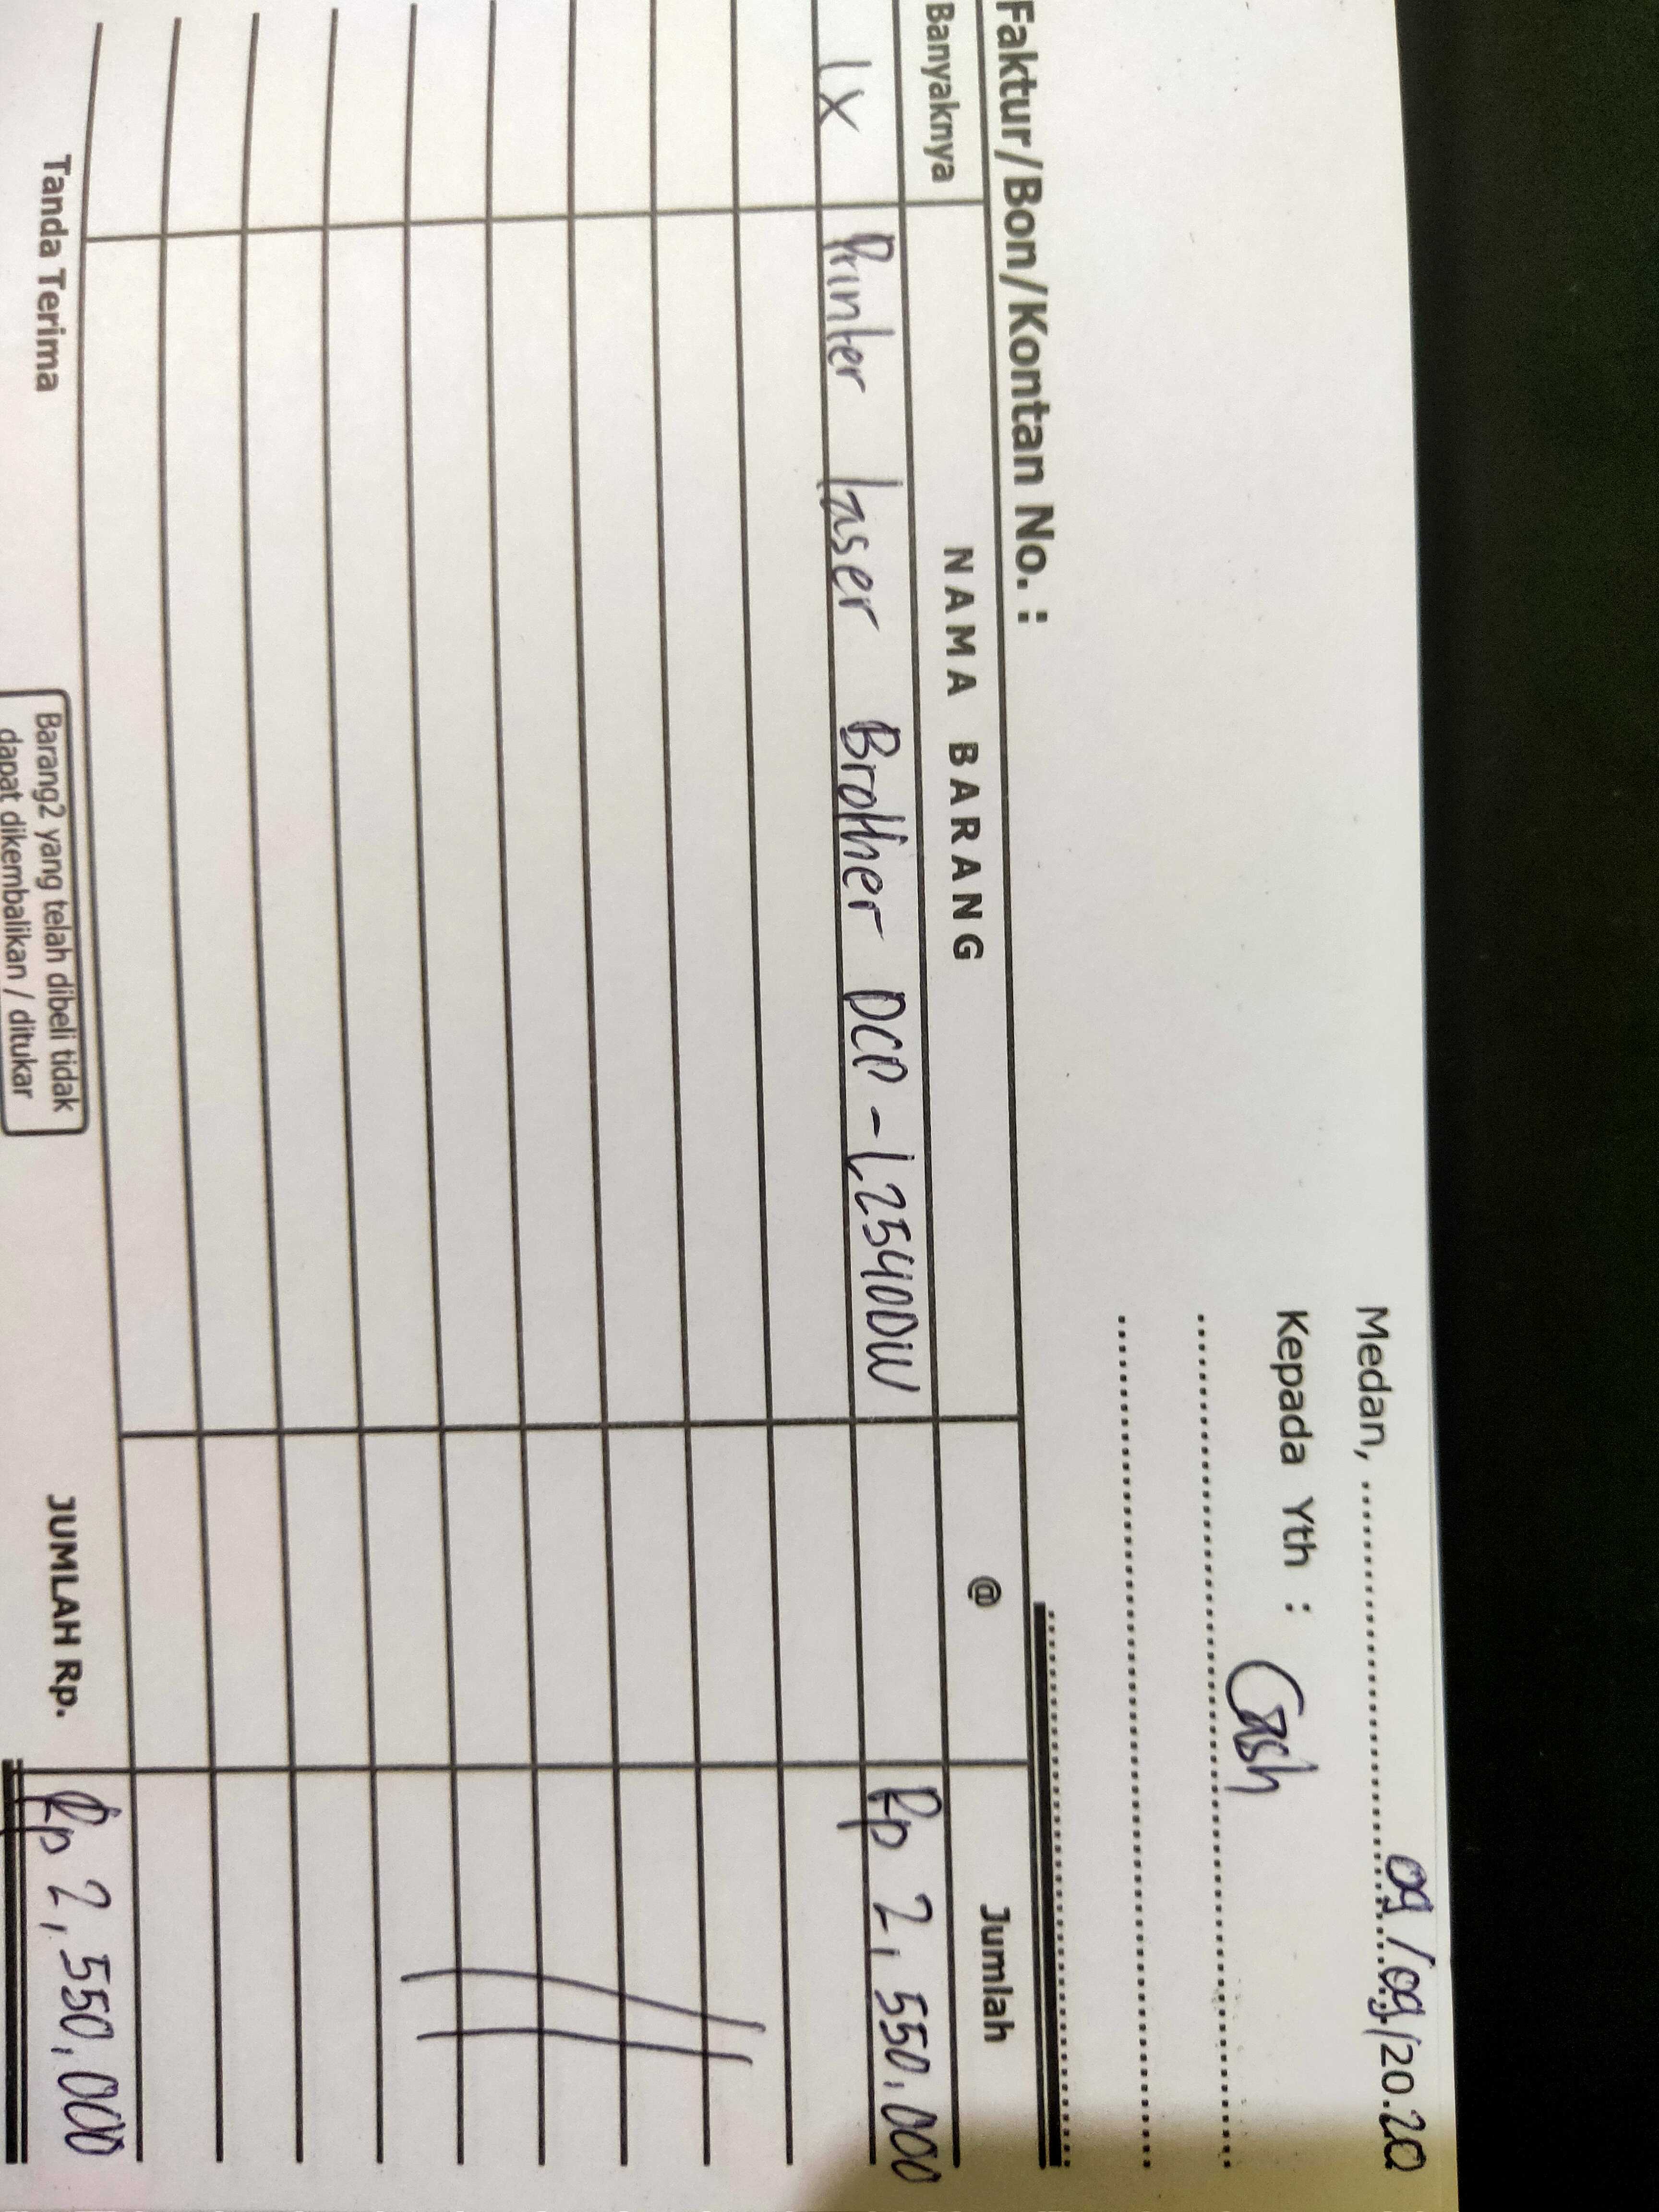 Medan, 09/09/2020
Kepada Yth : Cash
Faktur/Bon/Kontan No. :
Banyaknya NAMA BARANG @ Jumlah
1x Printer laser Brother DCP-L2540DW Rp 2,550,000
Tanda Terima JUMLAH Rp. Rp 2,550,000
Barang2 yang telah dibeli tidak
dapat dikembalikan / ditukar